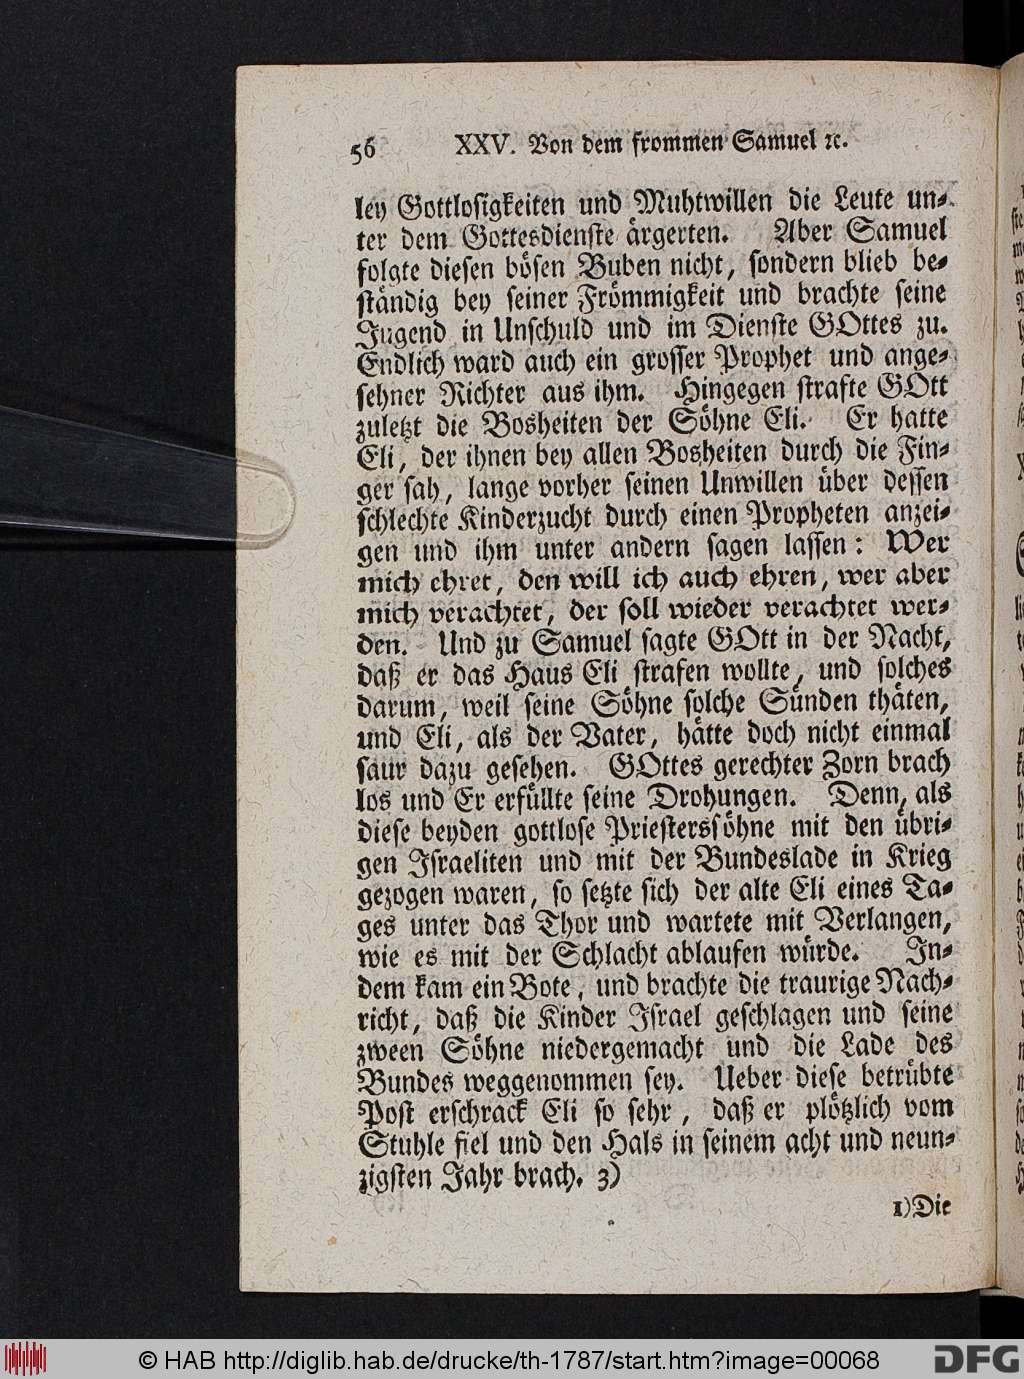 56 XXV. Von dem frommen Samuel ꝛc.
ley Gottlosigkeiten und Muhtwillen die Leute un-
ter dem Gottesdienste ärgerten. Aber Samuel
folgte diesen bösen Buben nicht, sondern blieb be-
ständig bey seiner Frömmigkeit und brachte seine
Jugend in Unschuld und im Dienste GOttes zu.
Endlich ward auch ein grosser Prophet und ange-
sehner Richter aus ihm. Hingegen strafte GOtt
zuletzt die Bosheiten der Söhne Eli. Er hatte
Eli, der ihnen bey allen Bosheiten durch die Fin-
ger sah, lange vorher seinen Unwillen über dessen
schlechte Kinderzucht durch einen Propheten anzei-
gen und ihm unter andern sagen lassen: Wer
mich ehret, den will ich auch ehren, wer aber
mich verachtet, der soll wieder verachtet wer-
den. Und zu Samuel sagte GOtt in der Nacht,
daß er das Haus Eli strafen wollte, und solches
darum, weil seine Söhne solche Sünden thäten,
und Eli, als der Vater, hätte doch nicht einmal
saur dazu gesehen. GOttes gerechter Zorn brach
los und Er erfüllte seine Drohungen. Denn, als
diese beyden gottlose Priesterssöhne mit den übri-
gen Israeliten und mit der Bundeslade in Krieg
gezogen waren, so setzte sich der alte Eli eines Ta-
ges unter das Thor und wartete mit Verlangen,
wie es mit der Schlacht ablaufen würde. In-
dem kam ein Bote, und brachte die traurige Nach-
richt, daß die Kinder Israel geschlagen und seine
zween Söhne niedergemacht und die Lade des
Bundes weggenommen sey. Ueber diese betrübte
Post erschrack Eli so sehr, daß er plötzlich vom
Stuhle fiel und den Hals in seinem acht und neun-
zigsten Jahr brach. 3)
1) Die
© HAB http://diglib.hab.de/drucke/th-1787/start.htm?image=00068
DFG